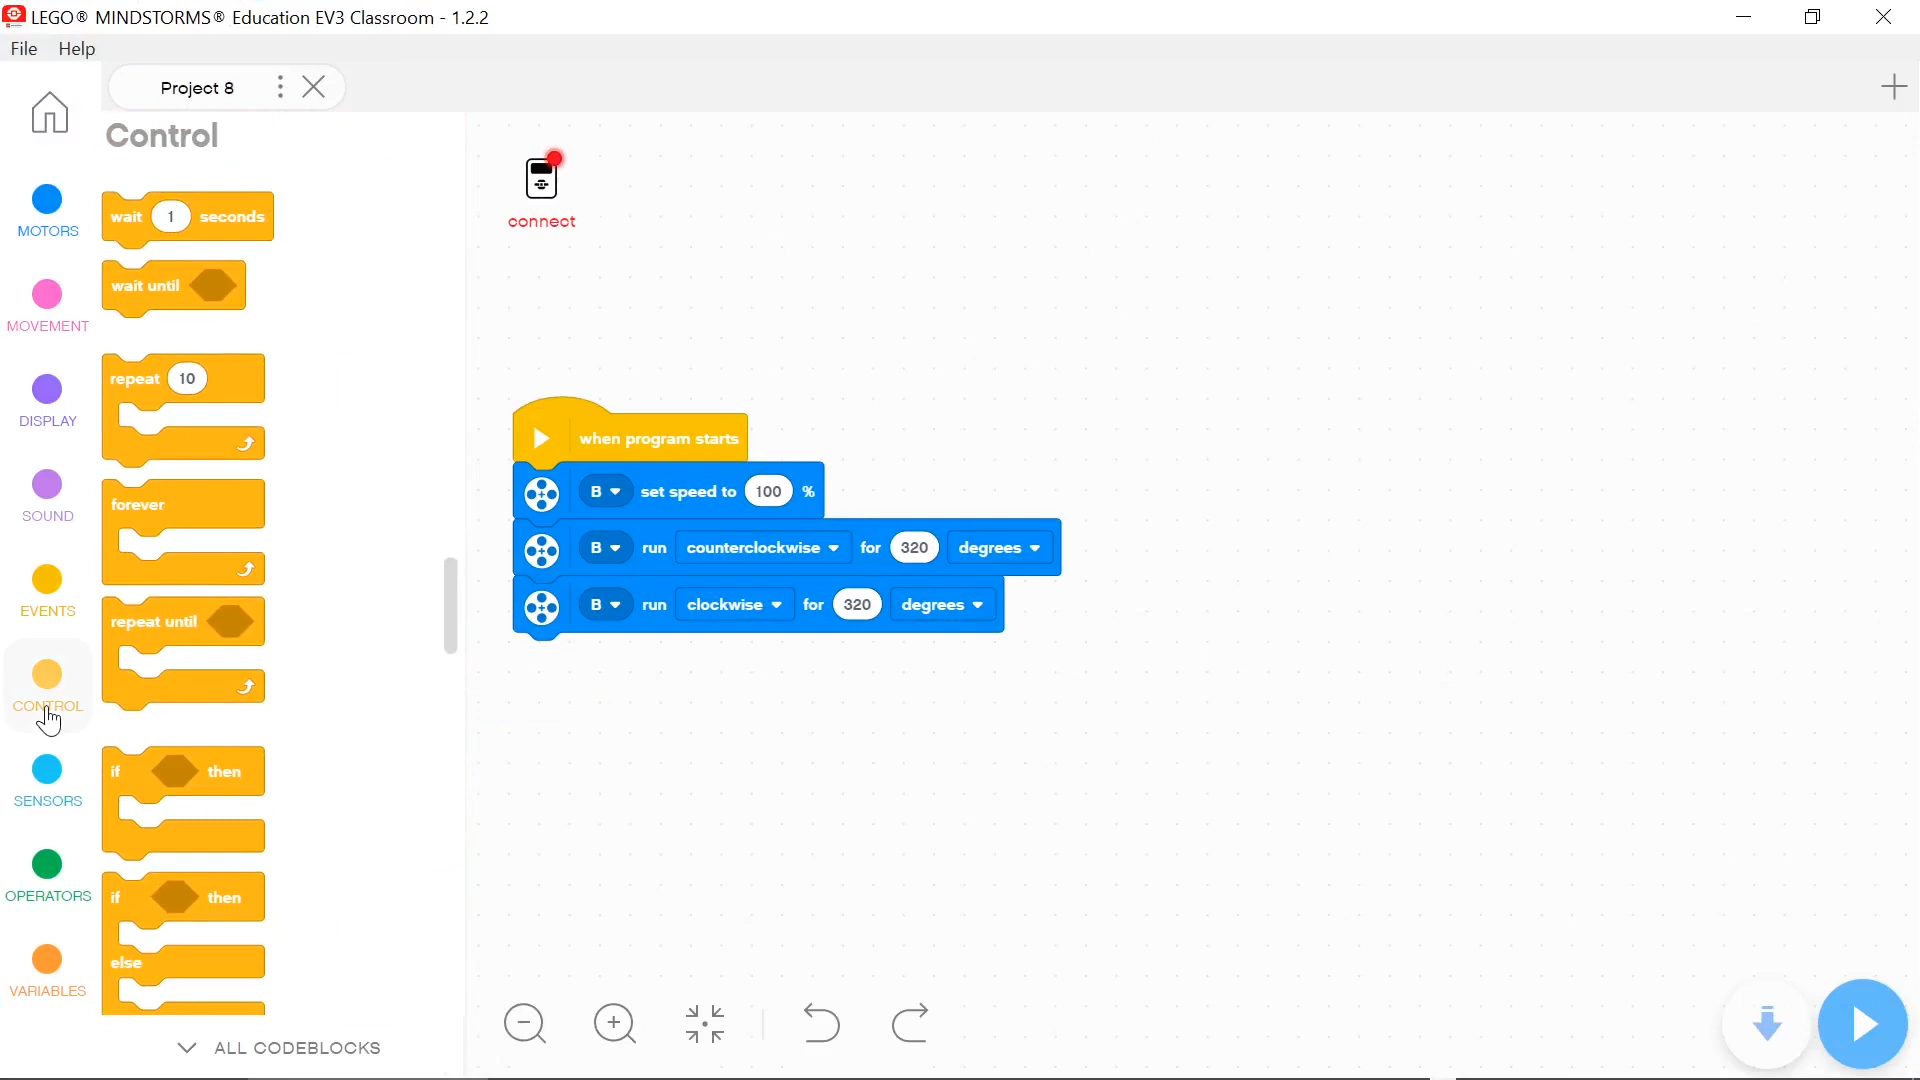 LEGO® MINDSTORMS® Education EV3 Classroom - 1.2.2
File Help
Project 8
Control
connect
MOTORS
MOVEMENT
DISPLAY
SOUND
EVENTS
CONTROL
SENSORS
OPERATORS
VARIABLES
wait 1 seconds
wait until
repeat 10
forever
repeat until
if then
if then
else
ALL CODEBLOCKS
when program starts
B set speed to 100 %
B run counterclockwise for 320 degrees
B run clockwise for 320 degrees